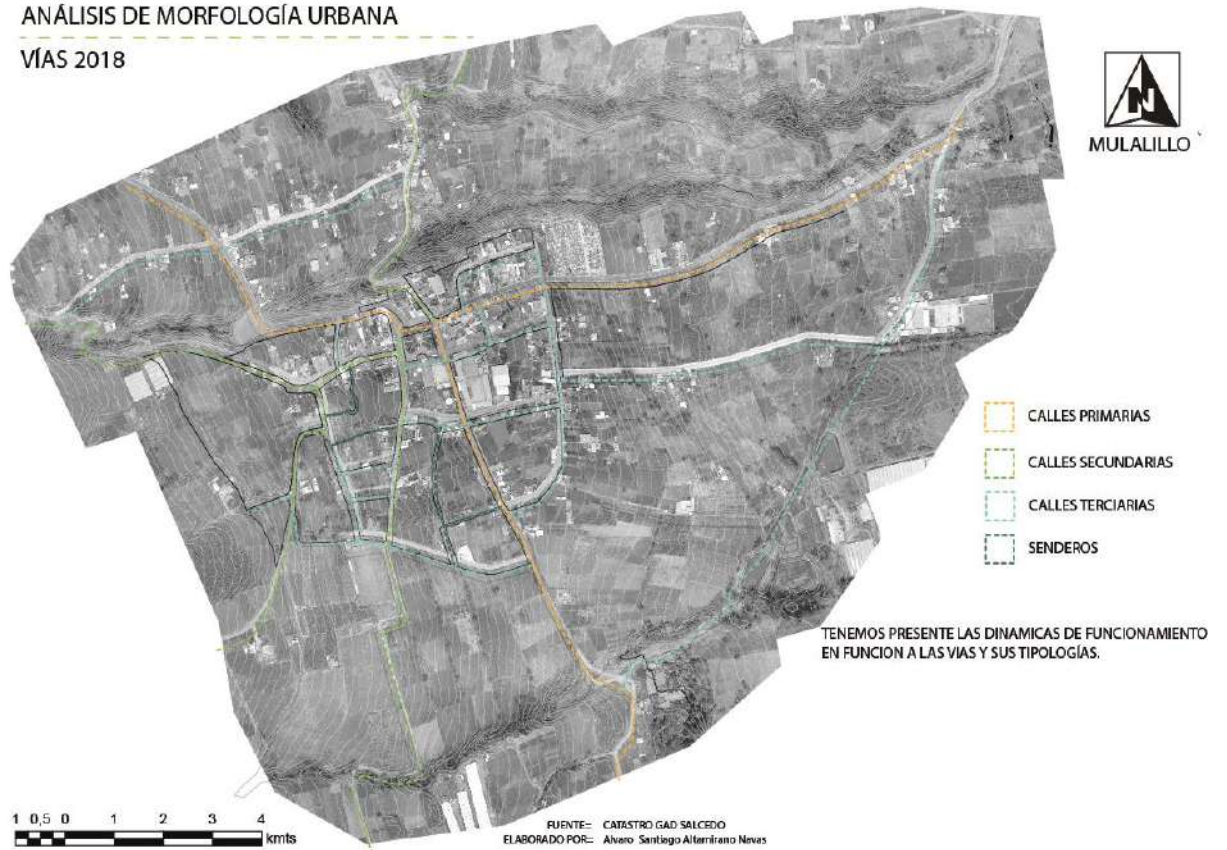 ANÁLISIS DE MORFOLOGÍA URBANA
VÍAS 2018
N
MULALILLO
CALLES PRIMARIAS
CALLES SECUNDARIAS
CALLES TERCIARIAS
SENDEROS
TENEMOS PRESENTE LAS DINAMICAS DE FUNCIONAMIENTO
EN FUNCION A LAS VIAS Y SUS TIPOLOGÍAS.
1 0,5 0 1 2 3 4
kmts
FUENTE:: CATASTRO GAD SALCEDO
ELABORADO POR:: Alvaro Santiago Altamirano Navas